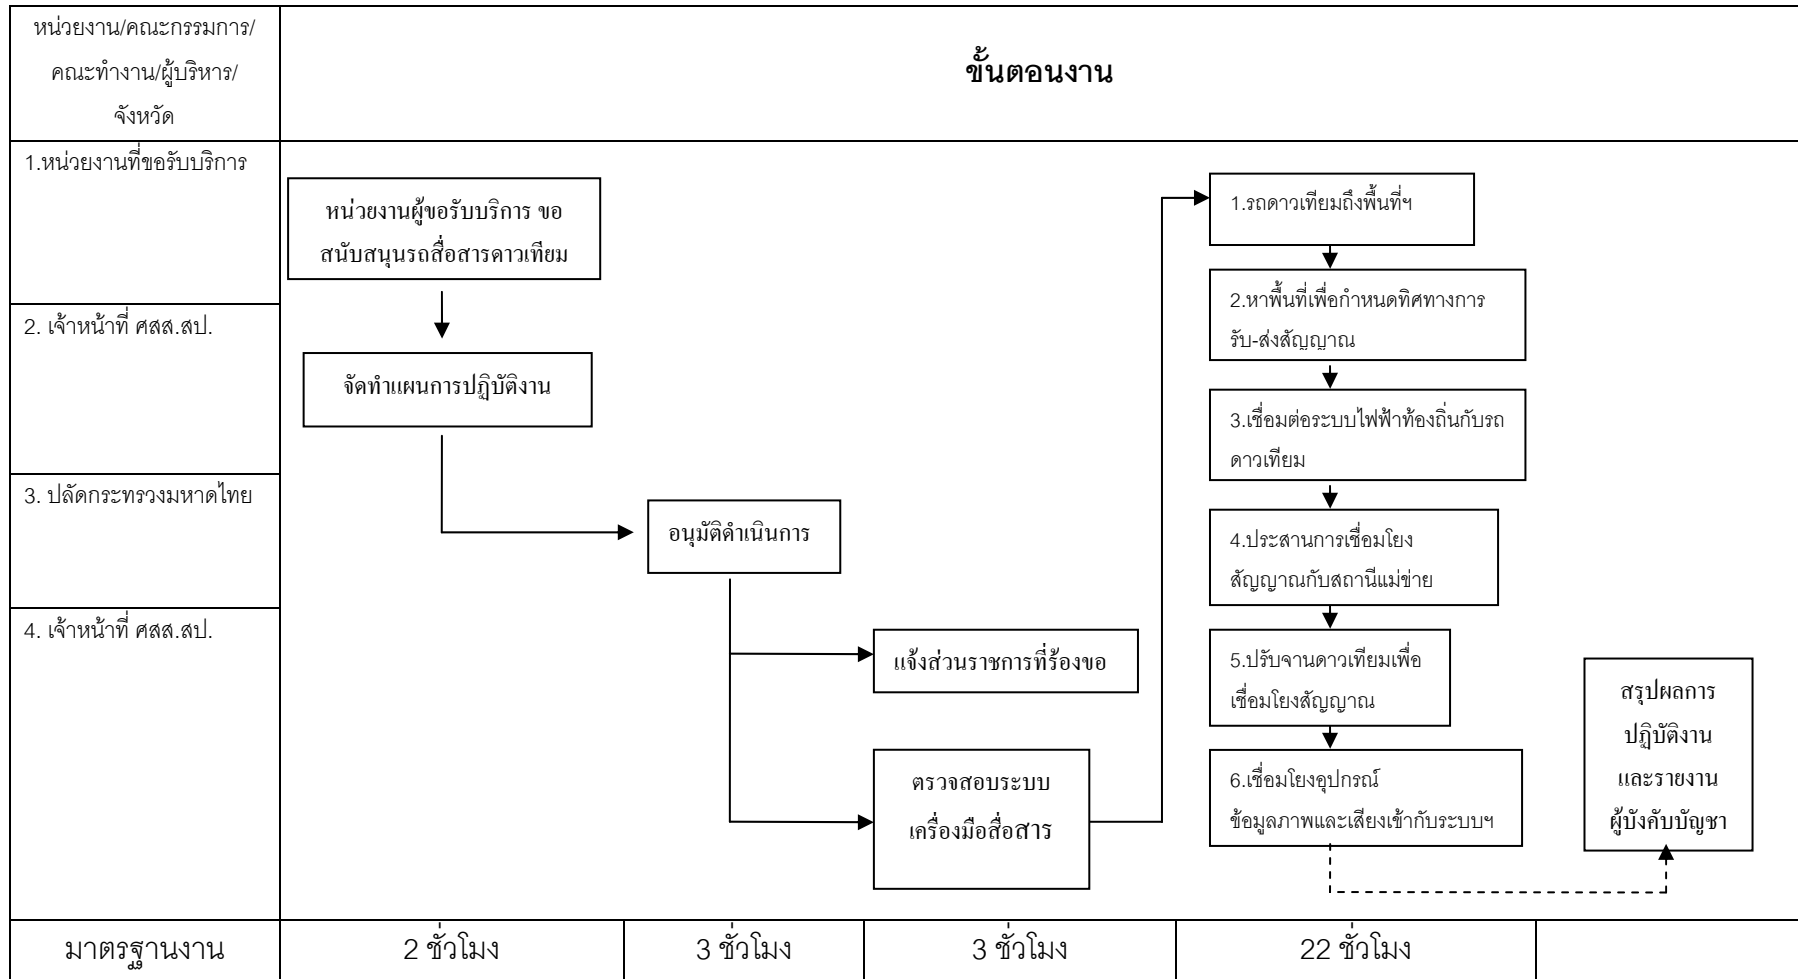 หน่วยงาน/คณะกรรมการ/
คณะทำงาน/ผู้บริหาร/
จังหวัด
ขั้นตอนงาน
1.หน่วยงานที่ขอรับบริการ
หน่วยงานผู้ขอรับบริการ ขอ
สนับสนุนรถสื่อสารดาวเทียม
2. เจ้าหน้าที่ ศสส.สป.
จัดทำแผนการปฏิบัติงาน
3. ปลัดกระทรวงมหาดไทย
อนุมัติดำเนินการ
4. เจ้าหน้าที่ ศสส.สป.
แจ้งส่วนราชการที่ร้องขอ
ตรวจสอบระบบ
เครื่องมือสื่อสาร
1.รถดาวเทียมถึงพื้นที่ฯ
2.หาพื้นที่เพื่อกำหนดทิศทางการ
รับ-ส่งสัญญาณ
3.เชื่อมต่อระบบไฟฟ้าท้องถิ่นกับรถ
ดาวเทียม
4.ประสานการเชื่อมโยง
สัญญาณกับสถานีแม่ข่าย
5.ปรับจานดาวเทียมเพื่อ
เชื่อมโยงสัญญาณ
6.เชื่อมโยงอุปกรณ์
ข้อมูลภาพและเสียงเข้ากับระบบฯ
สรุปผลการ
ปฏิบัติงาน
และรายงาน
ผู้บังคับบัญชา
มาตรฐานงาน
2 ชั่วโมง
3 ชั่วโมง
3 ชั่วโมง
22 ชั่วโมง